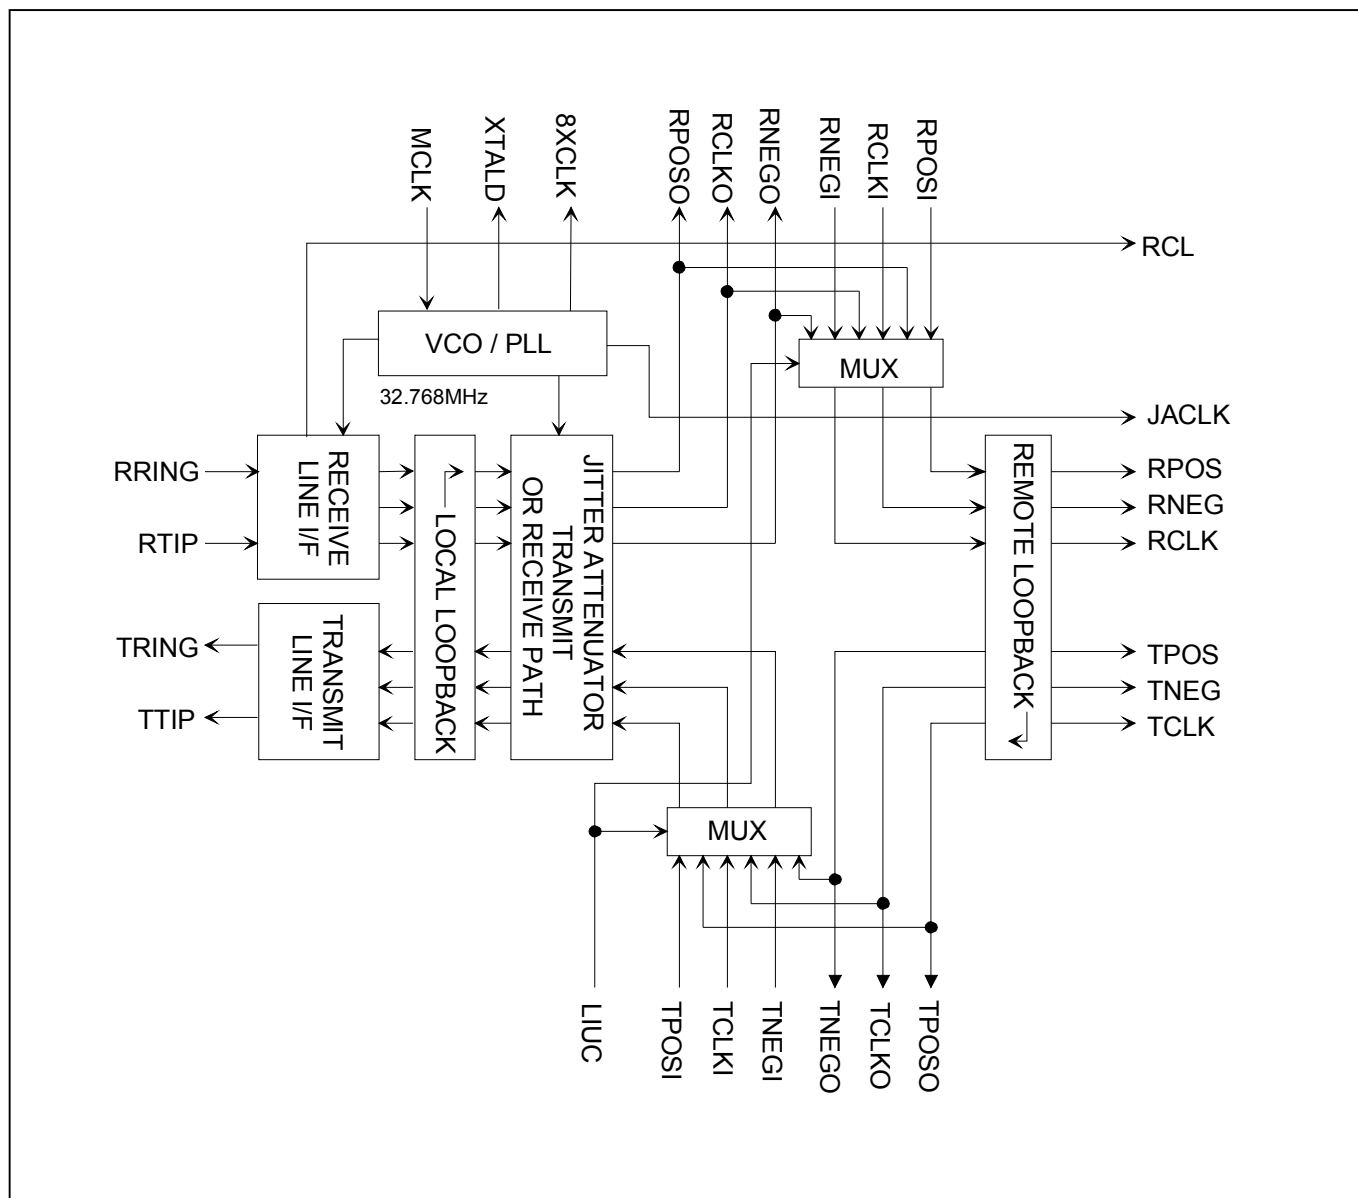 MCLK
XTALD
8XCLK
RPOSO
RCLKO
RNEGO
RNEGI
RCLKI
RPOSI
RCL
VCO / PLL
32.768MHz
MUX
JACLK
RRING
RTIP
RECEIVE
LINE I/F
LOCAL LOOPBACK
JITTER ATTENUATOR
TRANSMIT
OR RECEIVE PATH
REMOTE LOOPBACK
RPOS
RNEG
RCLK
TRING
TTIP
TRANSMIT
LINE I/F
TPOS
TNEG
TCLK
MUX
LIUC
TPOSI
TCLKI
TNEGI
TNEGO
TCLKO
TPOSO